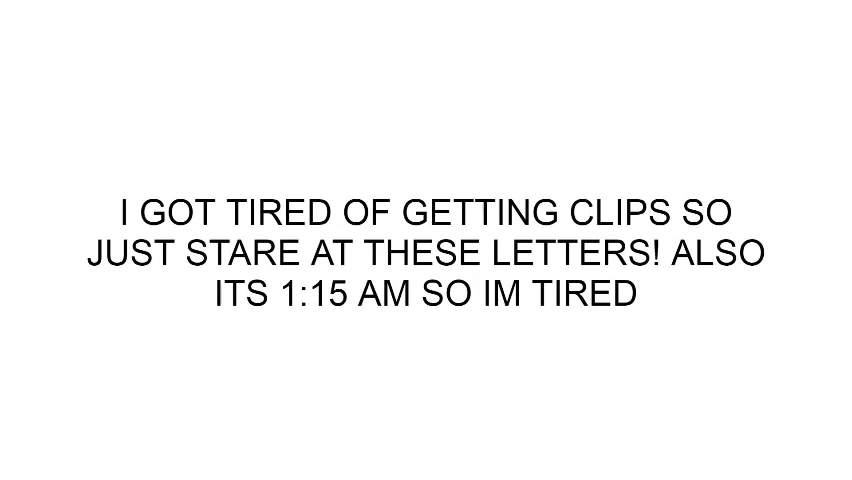 I GOT TIRED OF GETTING CLIPS SO
JUST STARE AT THESE LETTERS! ALSO
ITS 1:15 AM SO IM TIRED